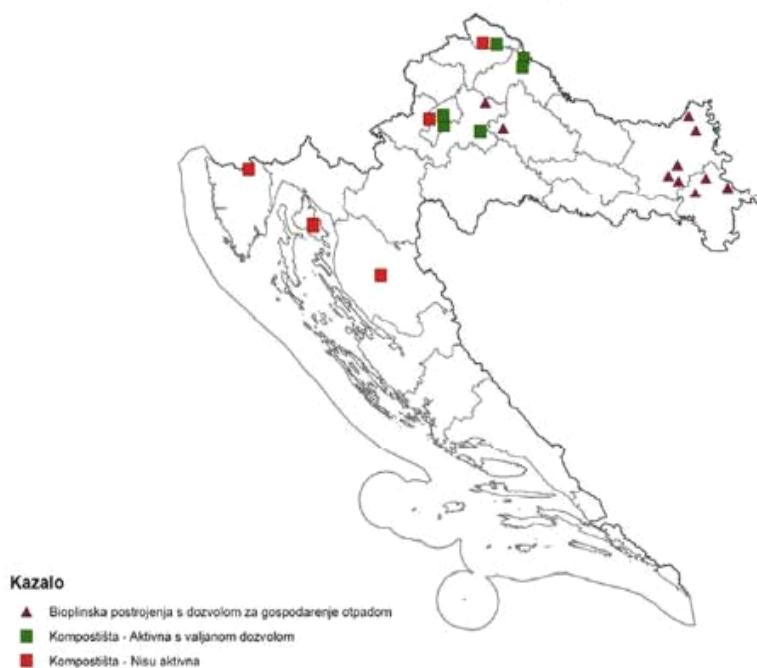 Kazalo
Bioplinska postrojenja s dozvolom za gospodarenje otpadom
Kompostišta - Aktivna s valjanom dozvolom
Kompostišta - Nisu aktivna